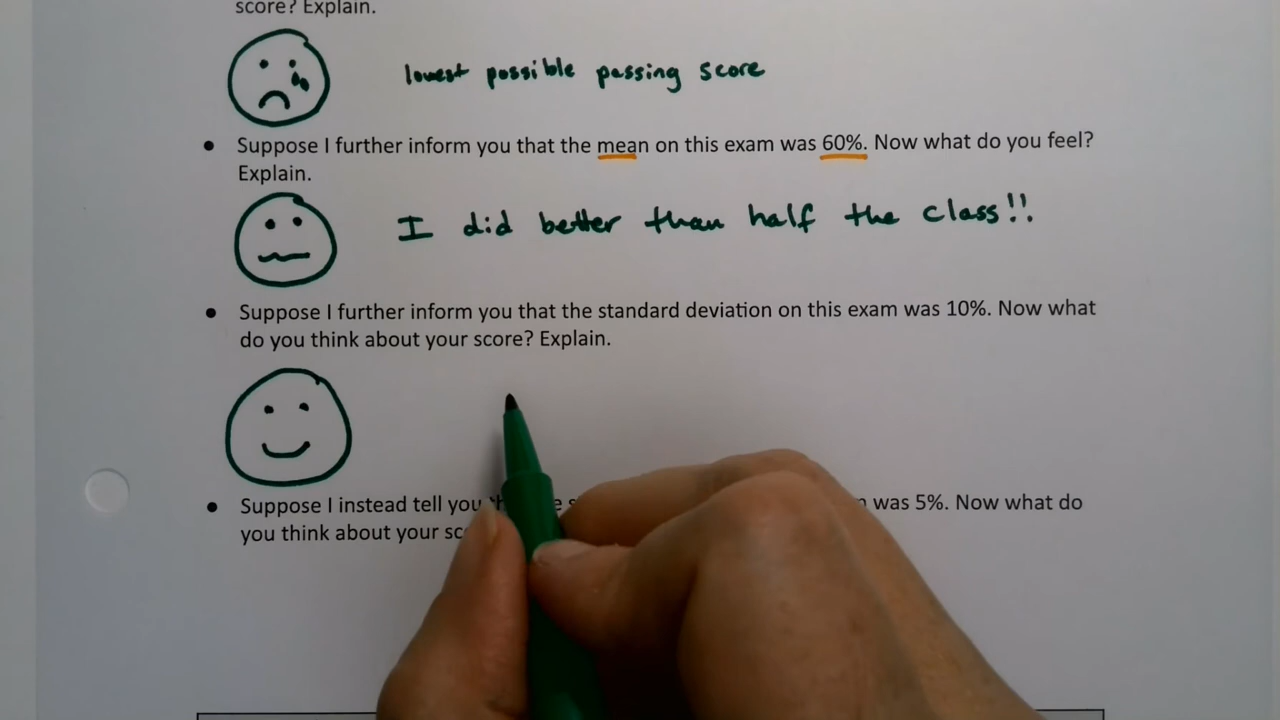 score? Explain.
lowest possible passing score
• Suppose I further inform you that the mean on this exam was 60%. Now what do you feel?
Explain.
I did better than half the class!!
• Suppose I further inform you that the standard deviation on this exam was 10%. Now what
do you think about your score? Explain.
• Suppose I instead tell you was 5%. Now what do
you think about your